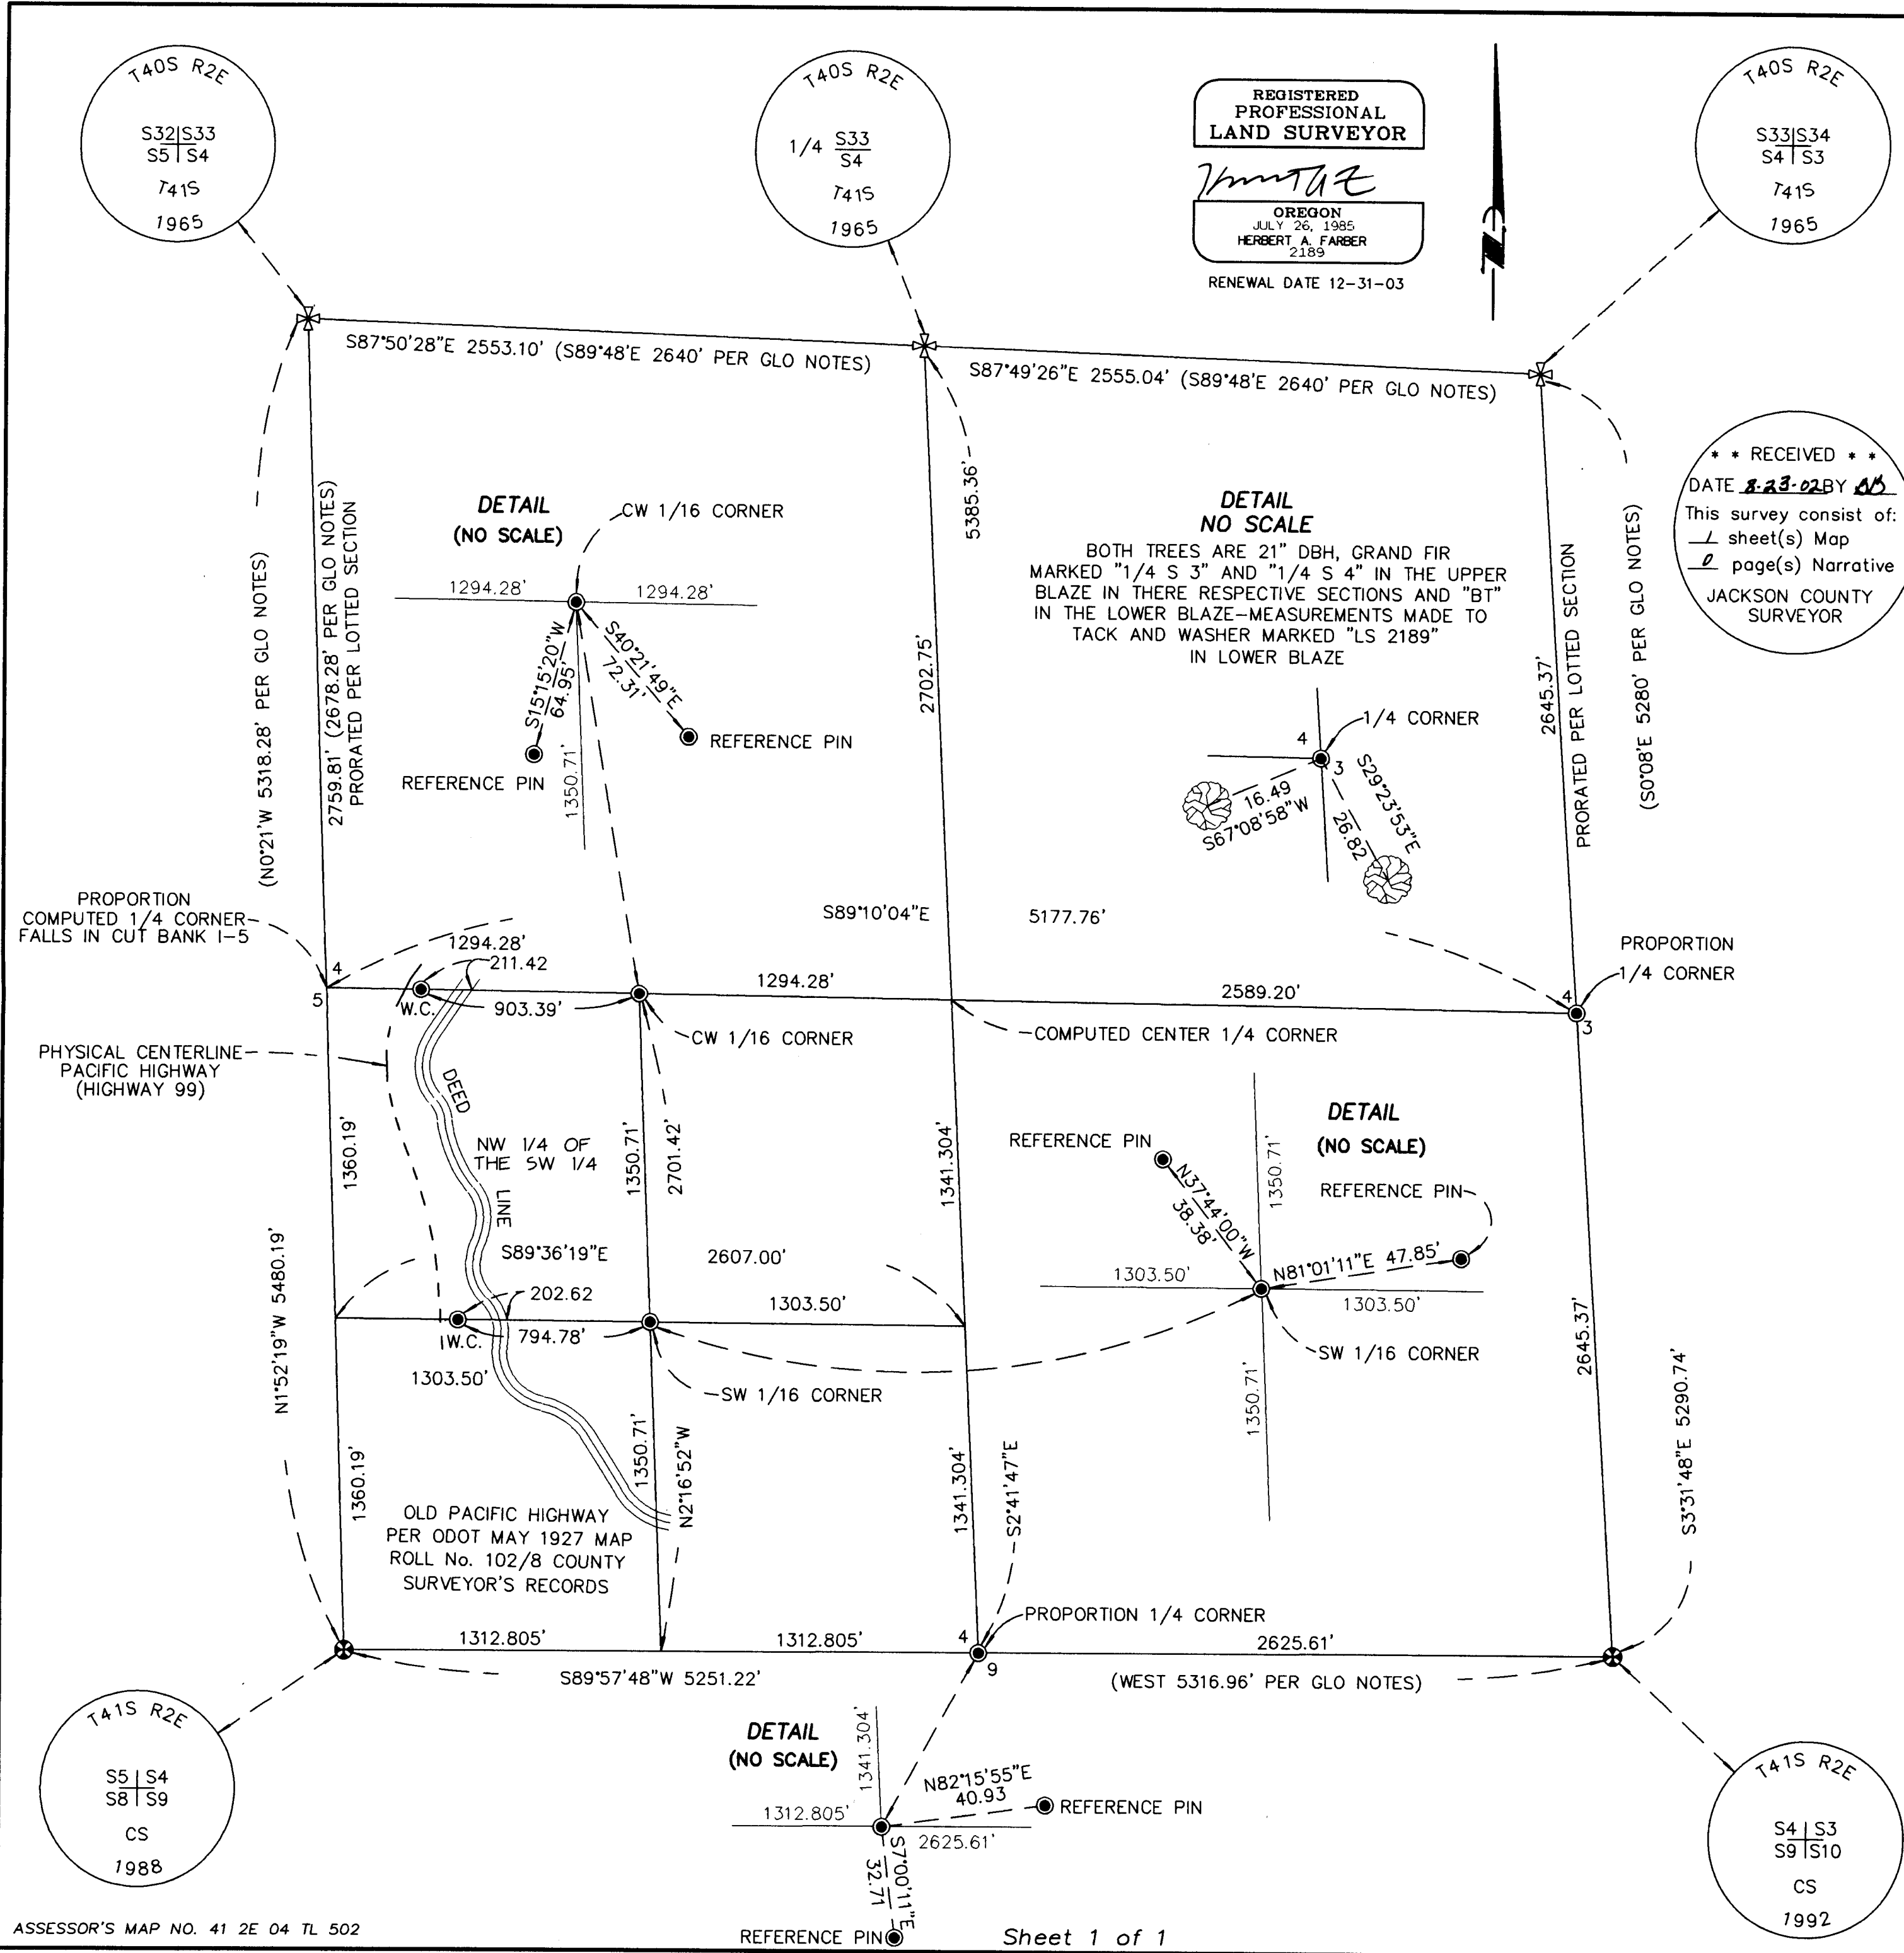 T40S R2E
S32|S33
S5|S4
T41S
1965
T40S R2E
1/4 S33
S4
T41S
1965
REGISTERED
PROFESSIONAL
LAND SURVEYOR
OREGON
JULY 26, 1985
HERBERT A. FARBER
2189
RENEWAL DATE 12-31-03
T40S R2E
S33|S34
S4|S3
T41S
1965
S87°50'28"E 2553.10' (S89°48'E 2640' PER GLO NOTES)
S87°49'26"E 2555.04' (S89°48'E 2640' PER GLO NOTES)
* * RECEIVED * *
DATE 8-23-02 BY
This survey consist of:
1 sheet(s) Map
0 page(s) Narrative
JACKSON COUNTY
SURVEYOR
(N0°21'W 5318.28' PER GLO NOTES)
2759.81' (2678.28' PER GLO NOTES)
PRORATED PER LOTTED SECTION
DETAIL
(NO SCALE)
CW 1/16 CORNER
1294.28'
1294.28'
S15°15'20"W
64.95'
S40°21'49"E
72.31'
REFERENCE PIN
REFERENCE PIN
1350.71'
5385.36'
2702.75'
DETAIL
NO SCALE
BOTH TREES ARE 21" DBH, GRAND FIR
MARKED "1/4 S 3" AND "1/4 S 4" IN THE UPPER
BLAZE IN THERE RESPECTIVE SECTIONS AND "BT"
IN THE LOWER BLAZE-MEASUREMENTS MADE TO
TACK AND WASHER MARKED "LS 2189"
IN LOWER BLAZE
1/4 CORNER
4
3
16.49
S67°08'58"W
S29°23'53"E
26.82
2645.37'
PRORATED PER LOTTED SECTION
(S0°08'E 5280' PER GLO NOTES)
PROPORTION
COMPUTED 1/4 CORNER
FALLS IN CUT BANK I-5
S89°10'04"E
5177.76'
PROPORTION
1/4 CORNER
4
5
1294.28'
211.42
W.C.
903.39'
1294.28'
2589.20'
4
3
CW 1/16 CORNER
COMPUTED CENTER 1/4 CORNER
PHYSICAL CENTERLINE
PACIFIC HIGHWAY
(HIGHWAY 99)
DEED
LINE
NW 1/4 OF
THE SW 1/4
1360.19'
1350.71'
2701.42'
1341.304'
DETAIL
(NO SCALE)
REFERENCE PIN
REFERENCE PIN
1350.71'
N37°44'00"W
38.38'
N81°01'11"E 47.85'
1303.50'
1303.50'
SW 1/16 CORNER
1350.71'
N1°52'19"W 5480.19'
S89°36'19"E
2607.00'
202.62
1303.50'
W.C.
794.78'
1303.50'
SW 1/16 CORNER
2645.37'
S3°31'48"E 5290.74'
1360.19'
1350.71'
N2°16'52"W
1341.304'
S2°41'47"E
OLD PACIFIC HIGHWAY
PER ODOT MAY 1927 MAP
ROLL No. 102/8 COUNTY
SURVEYOR'S RECORDS
PROPORTION 1/4 CORNER
1312.805'
1312.805'
4
9
2625.61'
S89°57'48"W 5251.22'
(WEST 5316.96' PER GLO NOTES)
T41S R2E
S5|S4
S8|S9
CS
1988
DETAIL
(NO SCALE)
1341.304'
N82°15'55"E
40.93
REFERENCE PIN
1312.805'
2625.61'
S7°00'11"E
32.71
REFERENCE PIN
T41S R2E
S4|S3
S9|S10
CS
1992
ASSESSOR'S MAP NO. 41 2E 04 TL 502
Sheet 1 of 1